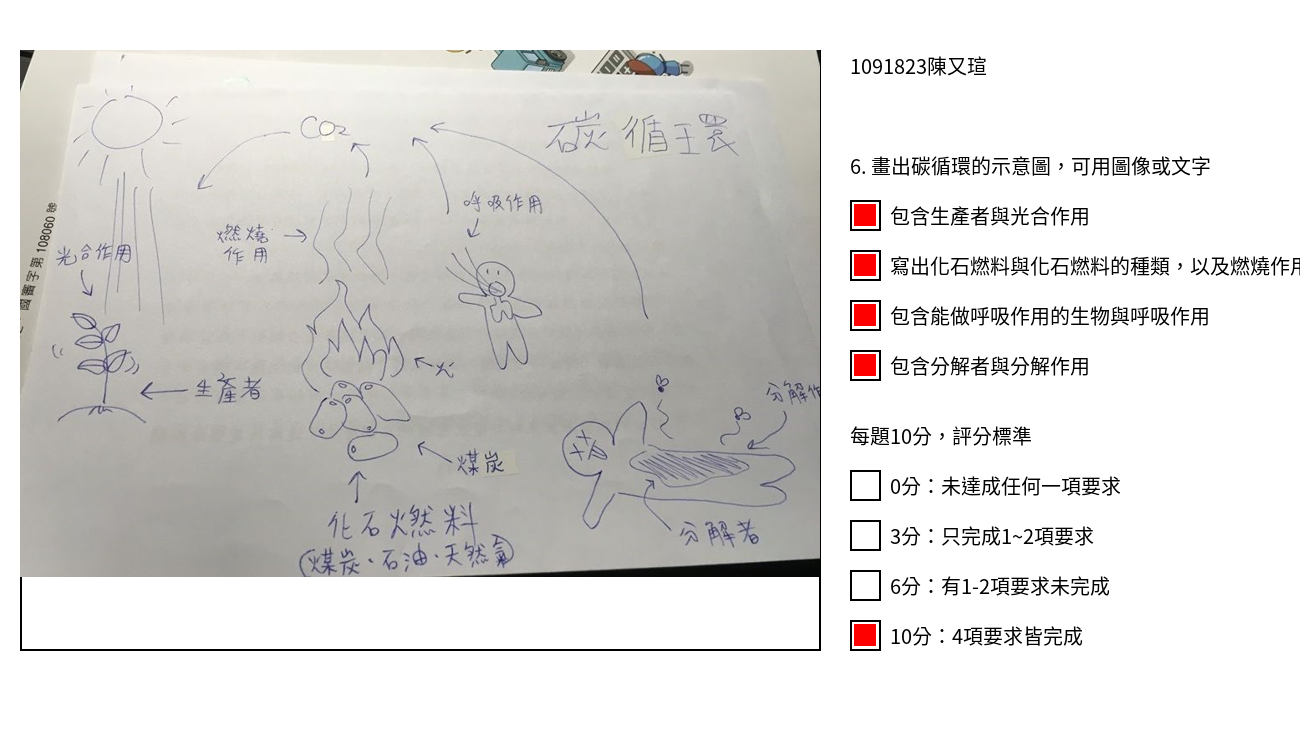 1091823陳又瑄
6. 畫出碳循環的示意圖，可用圖像或文字
包含生產者與光合作用
寫出化石燃料與化石燃料的種類，以及燃燒作用
包含能做呼吸作用的生物與呼吸作用
包含分解者與分解作用
每題10分，評分標準
0分：未達成任何一項要求
3分：只完成1~2項要求
6分：有1-2項要求未完成
10分：4項要求皆完成
碳循環
CO2
呼吸作用
燃燒
作用
光合作用
國書字第108060號
火
生產者
分解作
煤炭
化石燃料
(煤炭·石油·天然氣)
分解者